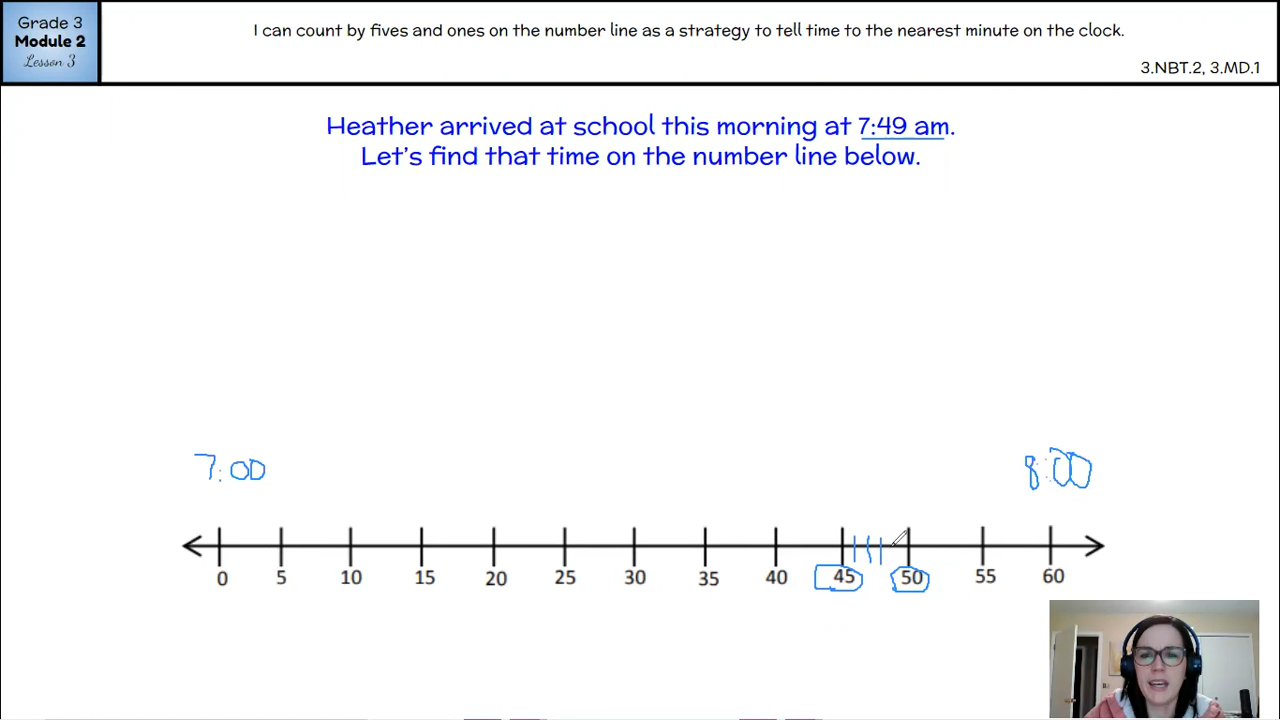 Grade 3
Module 2
Lesson 3
I can count by fives and ones on the number line as a strategy to tell time to the nearest minute on the clock.
3.NBT.2, 3.MD.1
Heather arrived at school this morning at 7:49 am.
Let's find that time on the number line below.
7:00 8:00
0 5 10 15 20 25 30 35 40 45 50 55 60